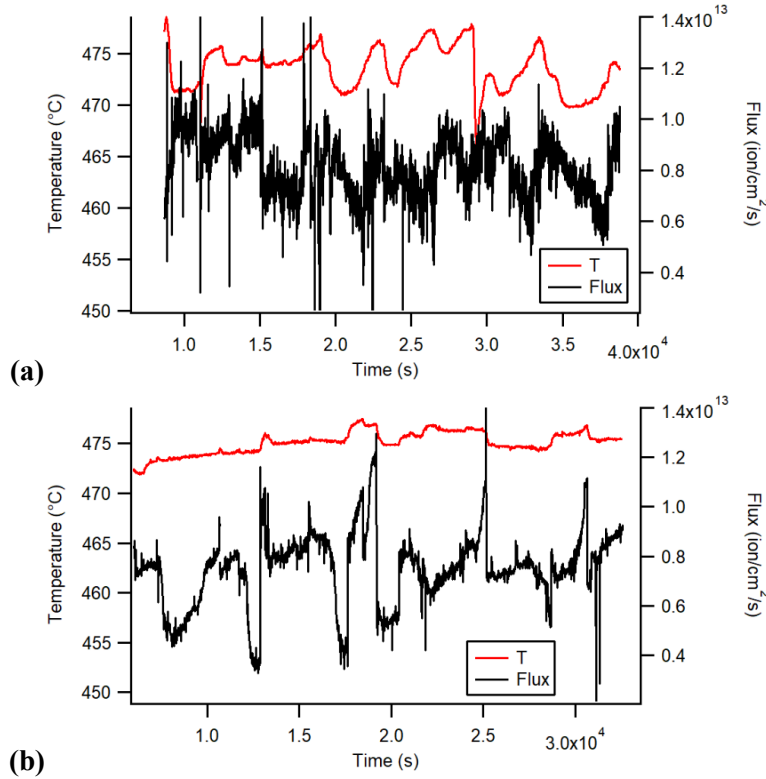 475
470
465
460
455
450
Temperature (°C)
1.4x10¹³
1.2
1.0
0.8
0.6
0.4
Flux (ion/cm²/s)
T
Flux
1.0
1.5
2.0
2.5
3.0
3.5
4.0x10⁴
Time (s)
(a)
475
470
465
460
455
450
Temperature (°C)
1.4x10¹³
1.2
1.0
0.8
0.6
0.4
Flux (ion/cm²/s)
T
Flux
1.0
1.5
2.0
2.5
3.0x10⁴
Time (s)
(b)